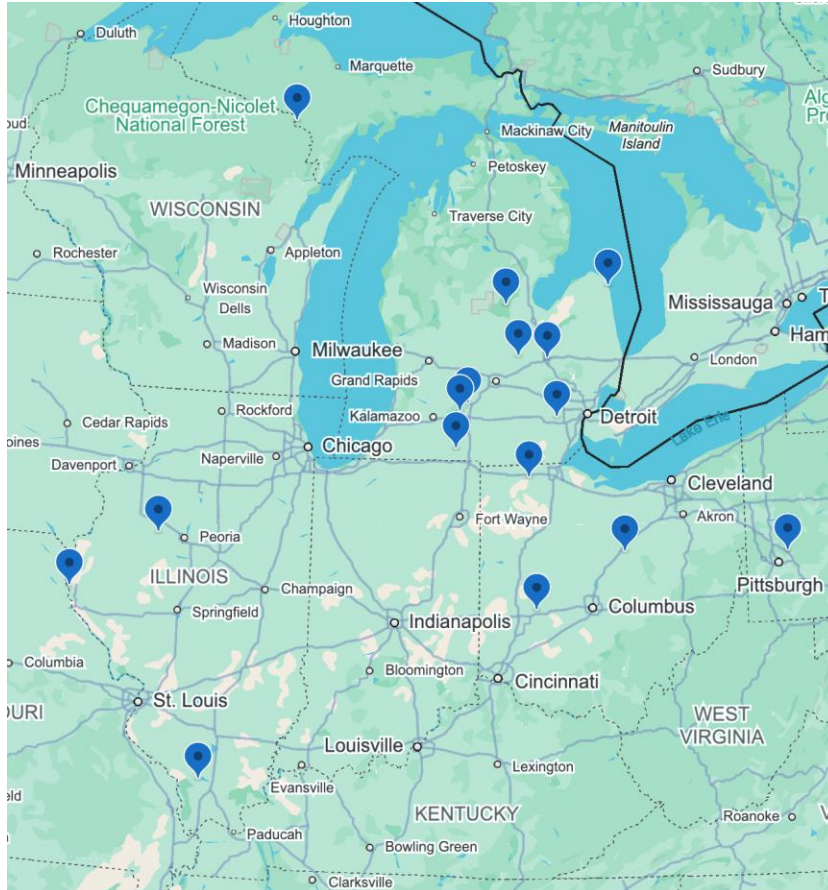 Houghton
Duluth
Marquette
Sudbury
Chequamegon-Nicolet
National Forest
Mackinaw City
Manitoulin
Island
Minneapolis
Petoskey
WISCONSIN
Traverse City
Rochester
Appleton
Wisconsin
Dells
Mississauga
Madison
Milwaukee
London
Grand Rapids
Rockford
Kalamazoo
Detroit
Cedar Rapids
Lake Erie
Naperville
Chicago
Davenport
Cleveland
Fort Wayne
Akron
Peoria
Pittsburgh
ILLINOIS
Champaign
Springfield
Columbus
Indianapolis
Columbia
Bloomington
Cincinnati
St. Louis
WEST
VIRGINIA
Louisville
Lexington
Evansville
KENTUCKY
Roanoke
Paducah
Bowling Green
Clarksville